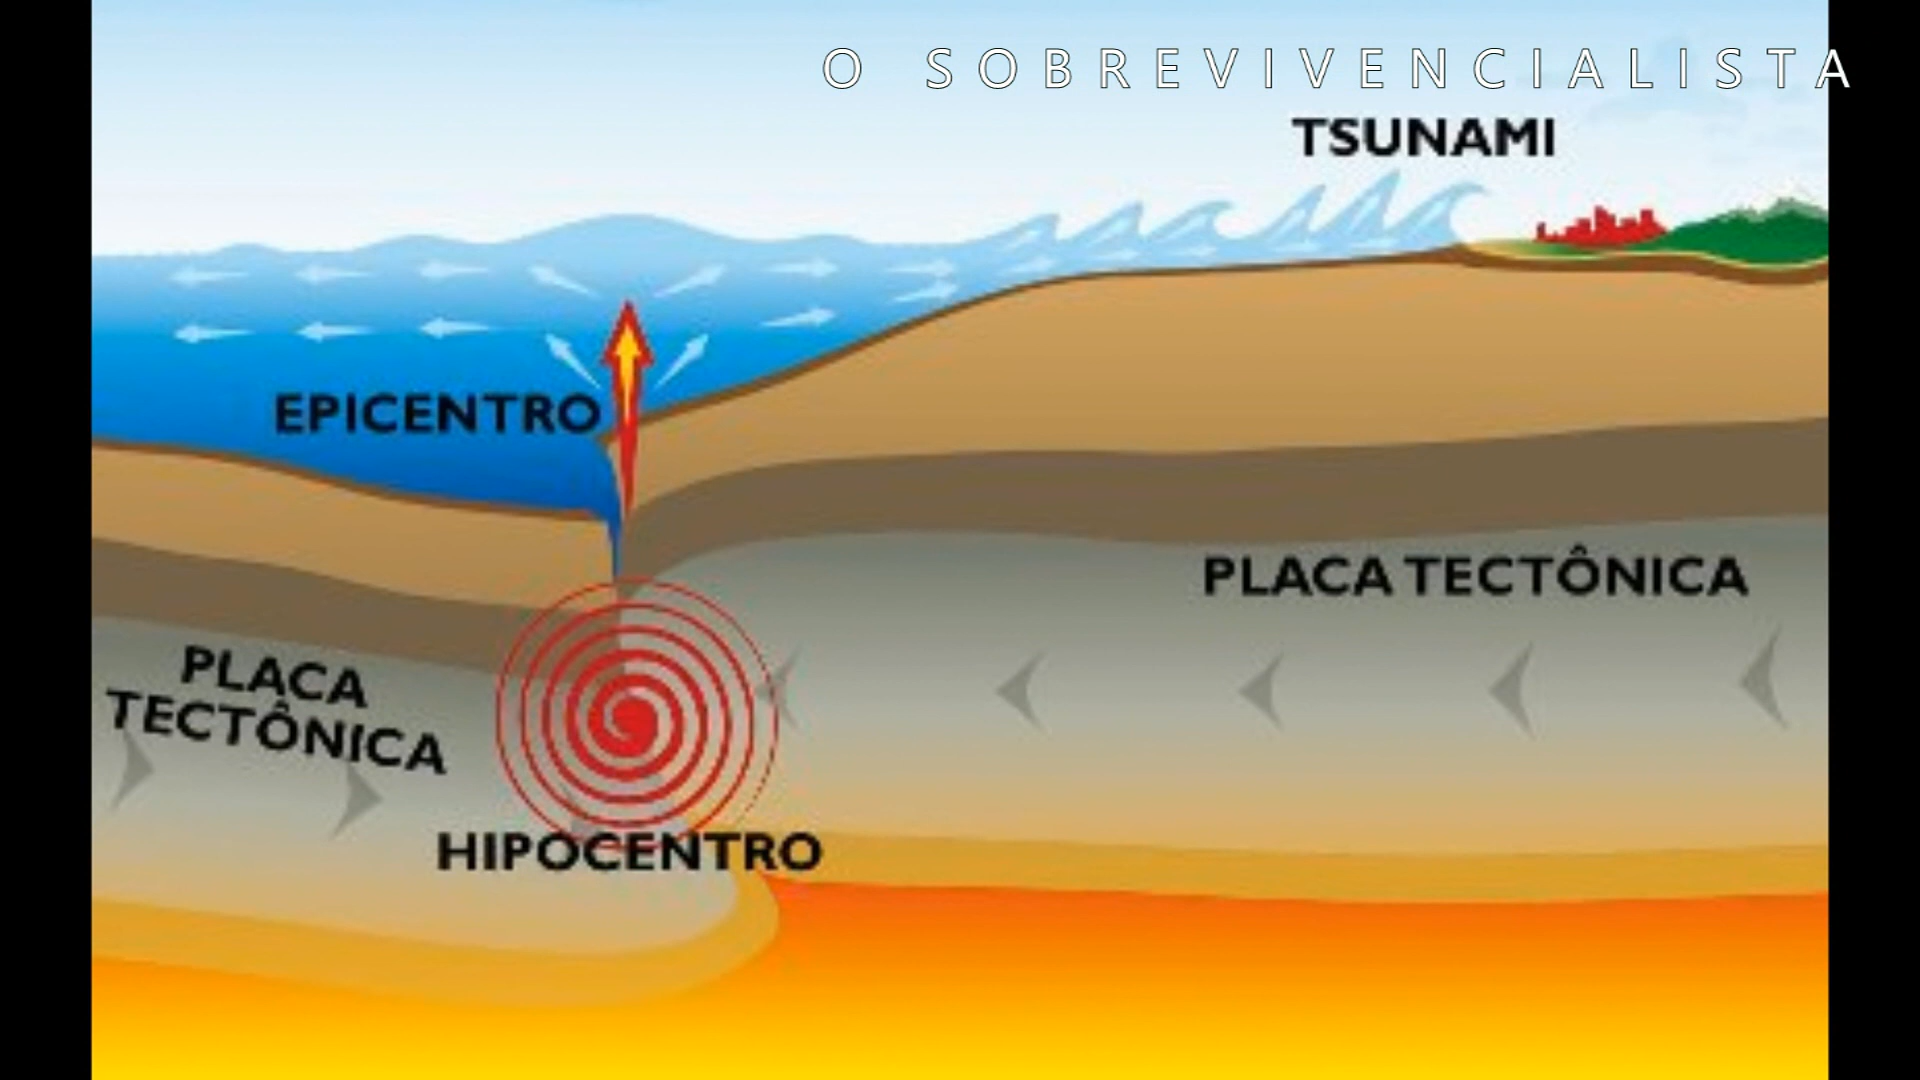 O SOBREVIVENCIALISTA
TSUNAMI
EPICENTRO
PLACA TECTÔNICA
PLACA
TECTÔNICA
HIPOCENTRO